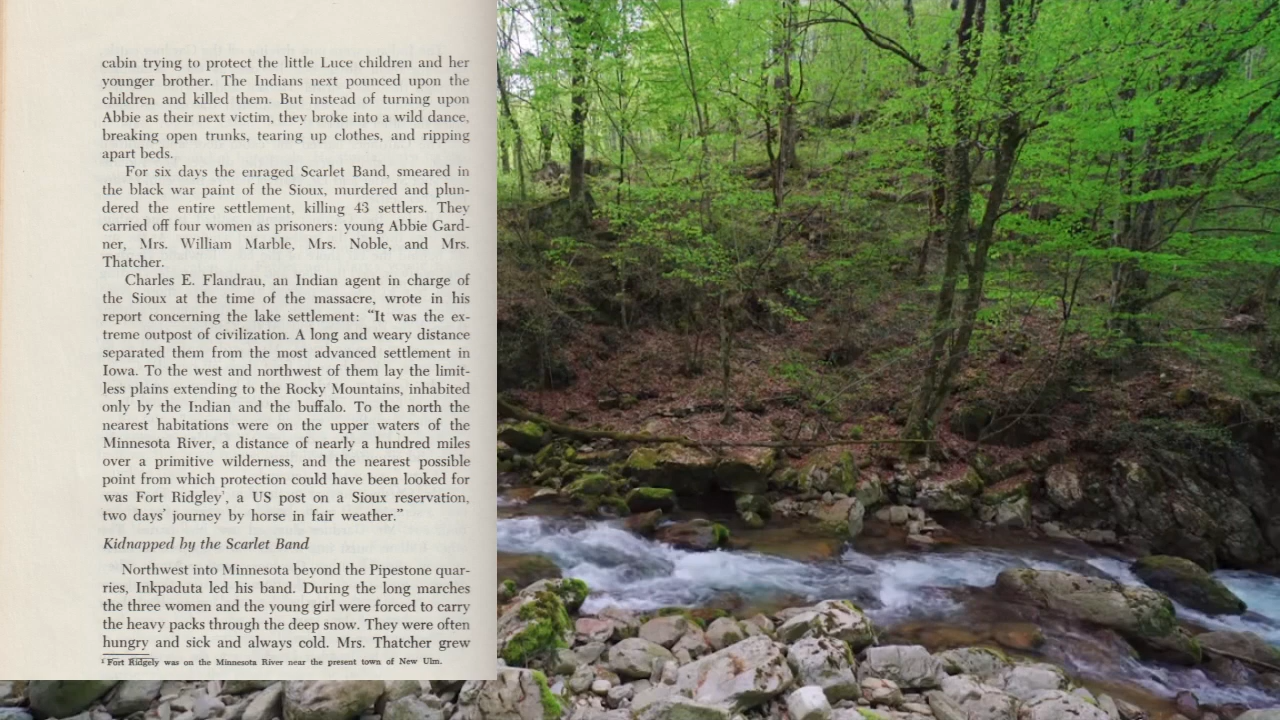 cabin trying to protect the little Luce children and her
younger brother. The Indians next pounced upon the
children and killed them. But instead of turning upon
Abbie as their next victim, they broke into a wild dance,
breaking open trunks, tearing up clothes, and ripping
apart beds.
For six days the enraged Scarlet Band, smeared in
the black war paint of the Sioux, murdered and plun-
dered the entire settlement, killing 43 settlers. They
carried off four women as prisoners: young Abbie Gard-
ner, Mrs. William Marble, Mrs. Noble, and Mrs.
Thatcher.
Charles E. Flandrau, an Indian agent in charge of
the Sioux at the time of the massacre, wrote in his
report concerning the lake settlement: “It was the ex-
treme outpost of civilization. A long and weary distance
separated them from the most advanced settlement in
Iowa. To the west and northwest of them lay the limit-
less plains extending to the Rocky Mountains, inhabited
only by the Indian and the buffalo. To the north the
nearest habitations were on the upper waters of the
Minnesota River, a distance of nearly a hundred miles
over a primitive wilderness, and the nearest possible
point from which protection could have been looked for
was Fort Ridgley¹, a US post on a Sioux reservation,
two days’ journey by horse in fair weather.”
Kidnapped by the Scarlet Band
Northwest into Minnesota beyond the Pipestone quar-
ries, Inkpaduta led his band. During the long marches
the three women and the young girl were forced to carry
the heavy packs through the deep snow. They were often
hungry and sick and always cold. Mrs. Thatcher grew
¹ Fort Ridgely was on the Minnesota River near the present town of New Ulm.